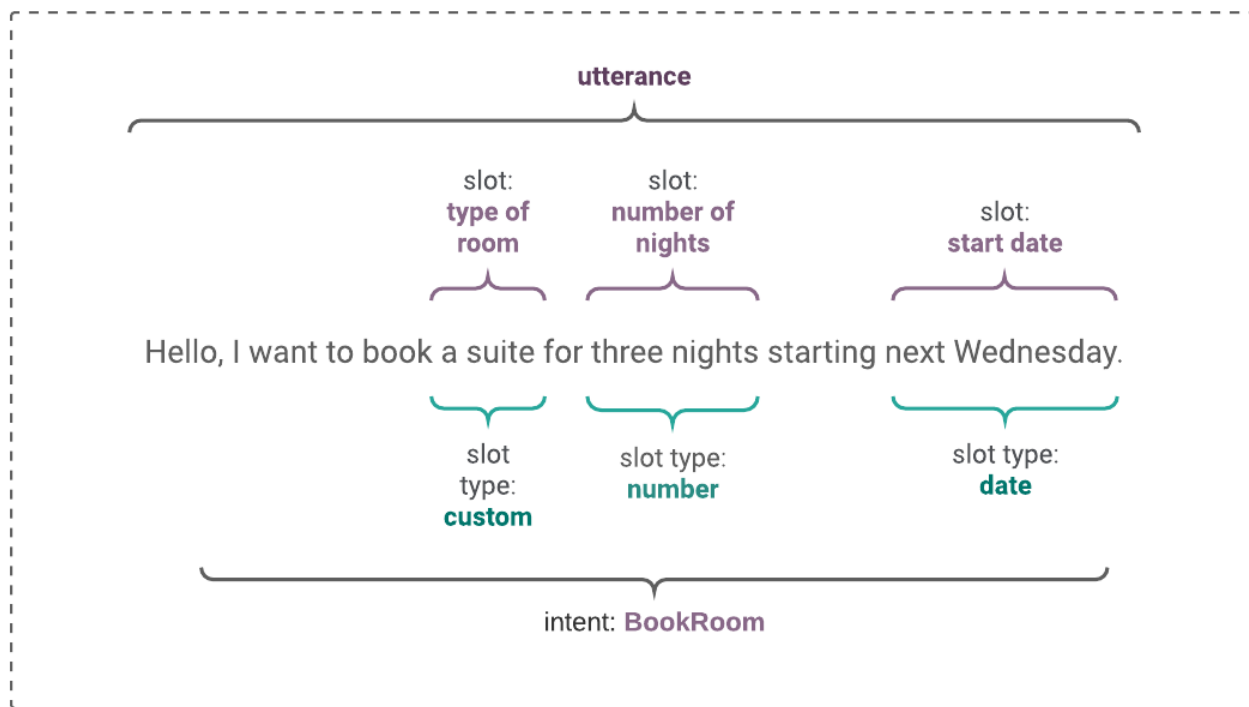 utterance
slot:
type of
room
slot:
number of
nights
slot:
start date
Hello, I want to book a suite for three nights starting next Wednesday.
slot
type:
custom
slot type:
number
slot type:
date
intent: BookRoom